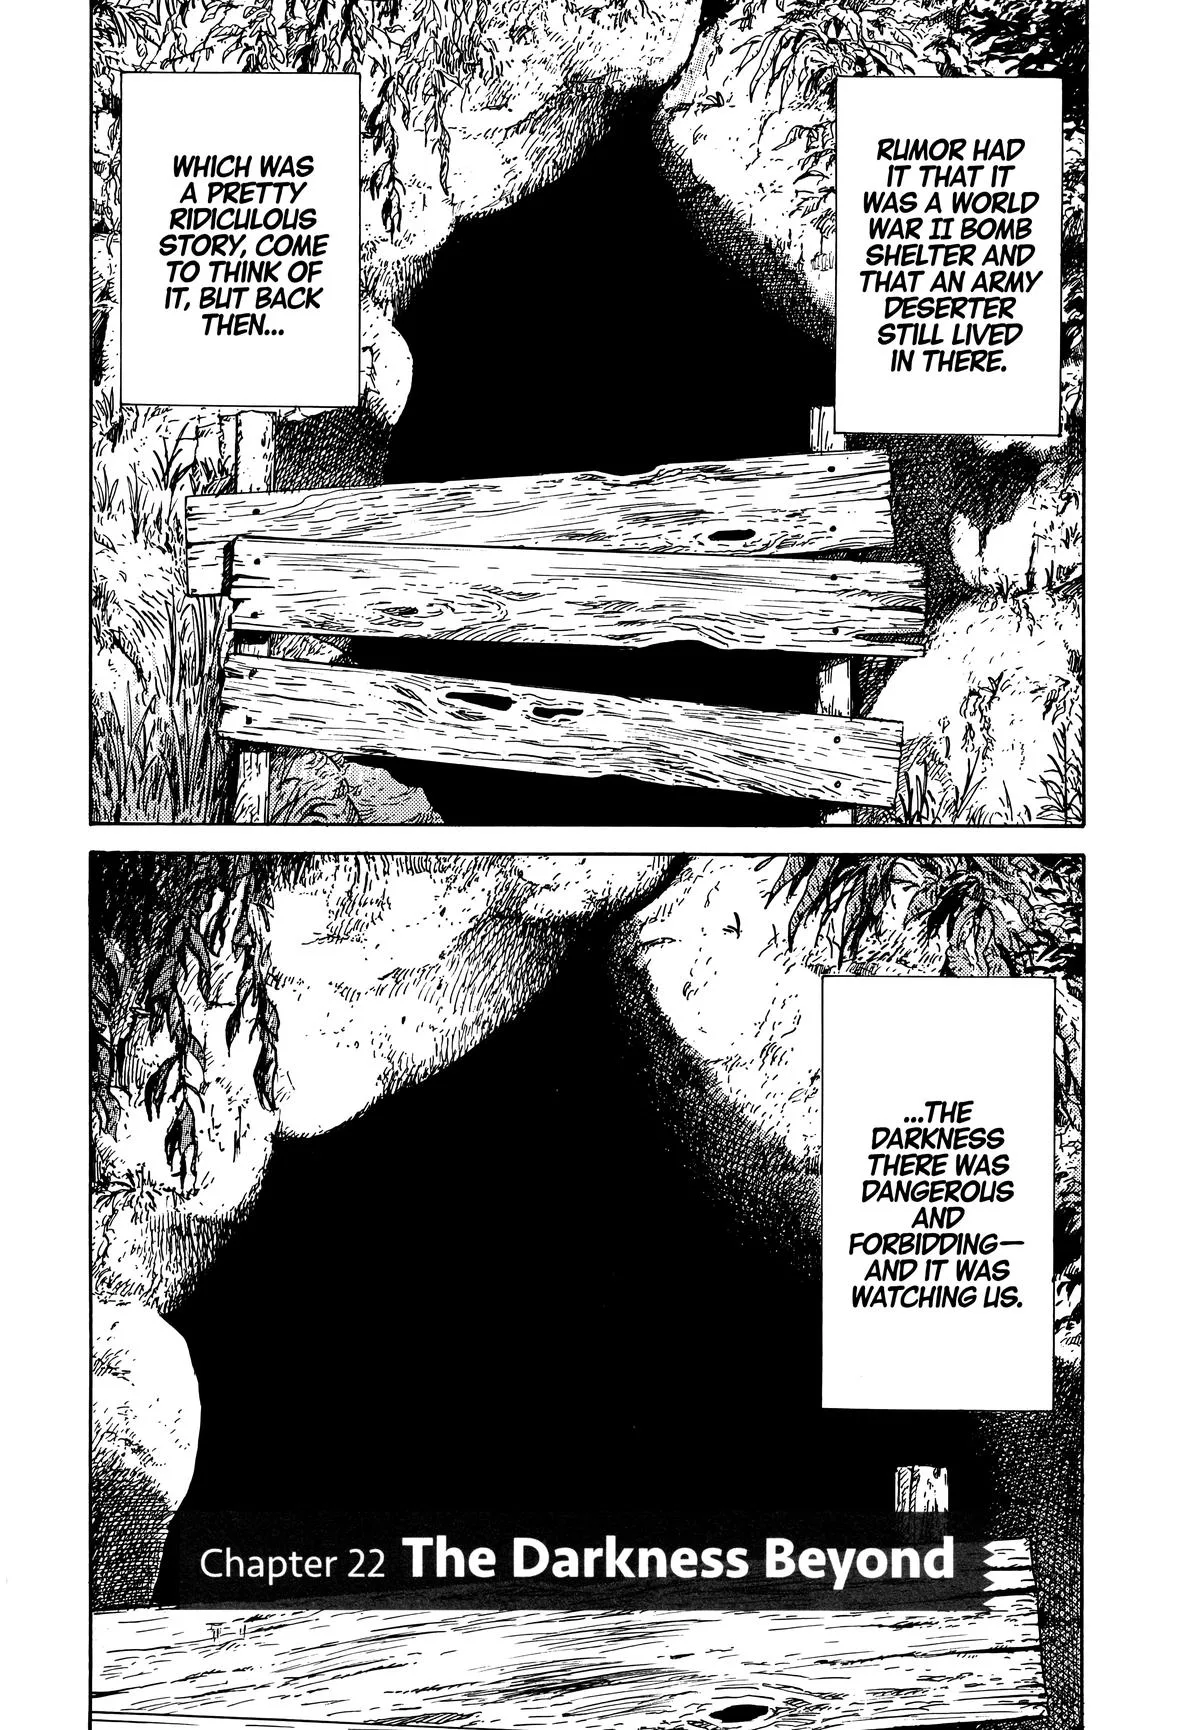 RUMOR HAD
IT THAT IT
WAS A WORLD
WAR II BOMB
SHELTER AND
THAT AN ARMY
DESERTER
STILL LIVED
IN THERE.
WHICH WAS
A PRETTY
RIDICULOUS
STORY, COME
TO THINK OF
IT, BUT BACK
THEN...
...THE
DARKNESS
THERE WAS
DANGEROUS
AND
FORBIDDING—
AND IT WAS
WATCHING US.
Chapter 22 The Darkness Beyond